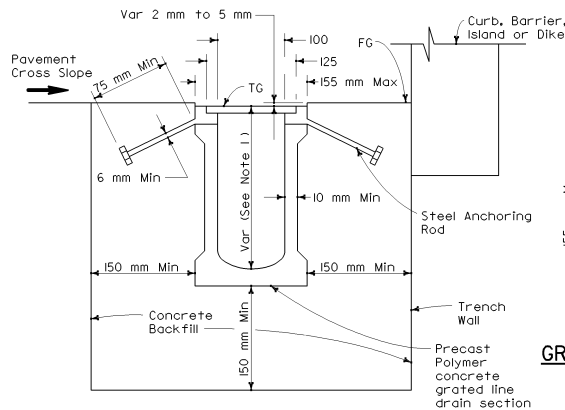 Var 2 mm to 5 mm
100
125
155 mm Max
FG
Curb, Barrier,
Island or Dike
Pavement
Cross Slope
75 mm Min
TG
6 mm Min
Var (See Note 1)
10 mm Min
Steel Anchoring
Rod
150 mm Min
150 mm Min
Concrete
Backfill
150 mm Min
Trench
Wall
Precast
Polymer
concrete
grated line
drain section
GR